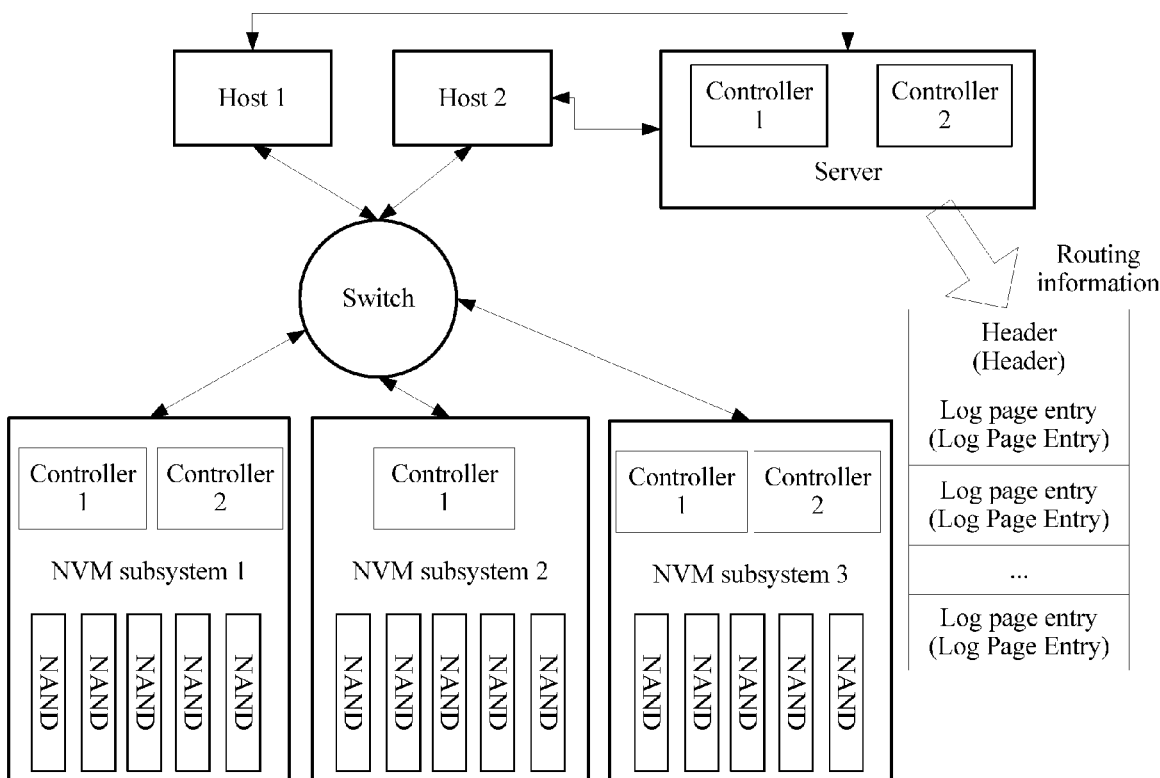 Host 1
Host 2
Controller
1
Controller
2
Server
Routing
information
Switch
Header
(Header)
Log page entry
(Log Page Entry)
Log page entry
(Log Page Entry)
...
Log page entry
(Log Page Entry)
Controller
1
Controller
2
NVM subsystem 1
NAND
NAND
NAND
NAND
NAND
Controller
1
NVM subsystem 2
NAND
NAND
NAND
NAND
NAND
Controller
1
Controller
2
NVM subsystem 3
NAND
NAND
NAND
NAND
NAND